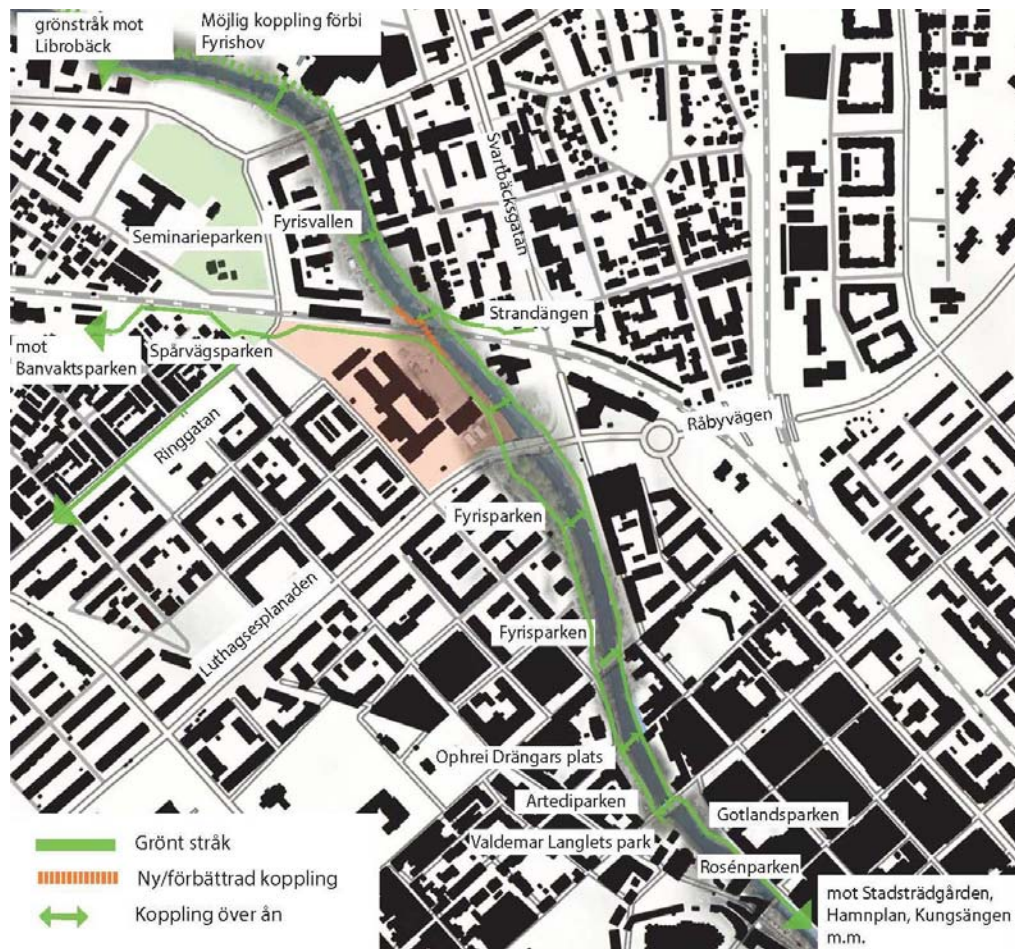 grönstråk mot
Librobäck
Möjlig koppling förbi
Fyrishov
Svartbäcksgatan
Fyrisvallen
Seminarieparken
Strandängen
mot
Banvaktsparken
Spårvägsparken
Ringgatan
Råbyvägen
Fyrisparken
Luthagsesplanaden
Fyrisparken
Ophrei Drängars plats
Artediparken
Gotlandsparken
Valdemar Langlets park
Rosénparken
Grönt stråk
Ny/förbättrad koppling
Koppling över ån
mot Stadsträdgården,
Hamnplan, Kungsängen
m.m.